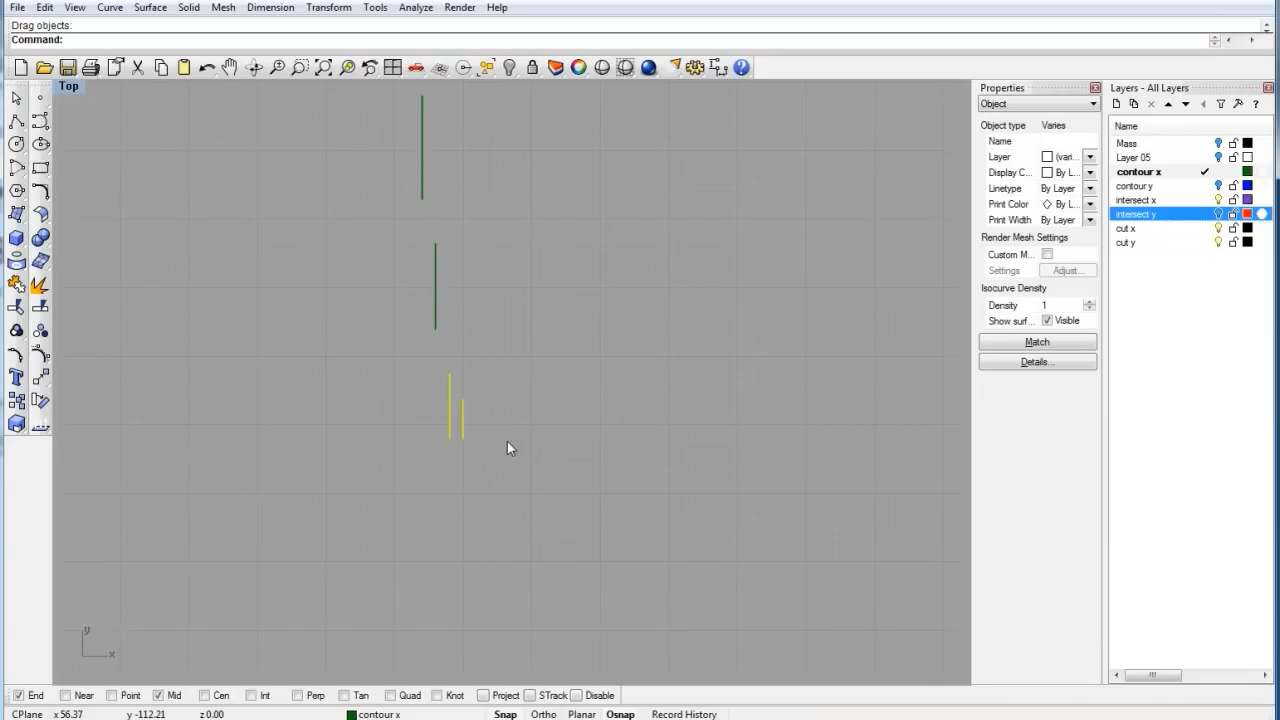 File Edit View Curve Surface Solid Mesh Dimension Transform Tools Analyze Render Help
Drag objects:
Command:
Top
Properties
Object
Object type Varies
Name
Layer (vari...
Display C... By L...
Linetype By Layer
Print Color By L...
Print Width By Layer
Render Mesh Settings
Custom M...
Settings Adjust...
Isocurve Density
Density 1
Show surf... Visible
Match
Details...
Layers - All Layers
Name
Mass
Layer 05
contour x
contour y
intersect x
intersect y
cut x
cut y
y
x
End Near Point Mid Cen Int Perp Tan Quad Knot Project STrack Disable
CPlane x 56.37 y -112.21 z 0.00 contour x Snap Ortho Planar Osnap Record History